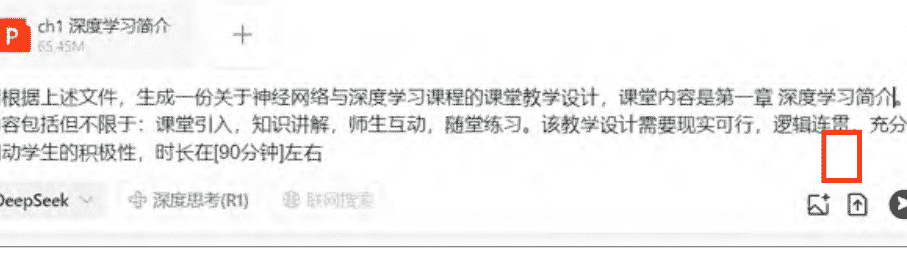 P
ch1 深度学习简介
65.45M
根据上述文件，生成一份关于神经网络与深度学习课程的课堂教学设计，课堂内容是第一章 深度学习简介。
容包括但不限于：课堂引入，知识讲解，师生互动，随堂练习。该教学设计需要现实可行，逻辑连贯，充分
动学生的积极性，时长在[90分钟]左右
DeepSeek 深度思考(R1) 联网搜索